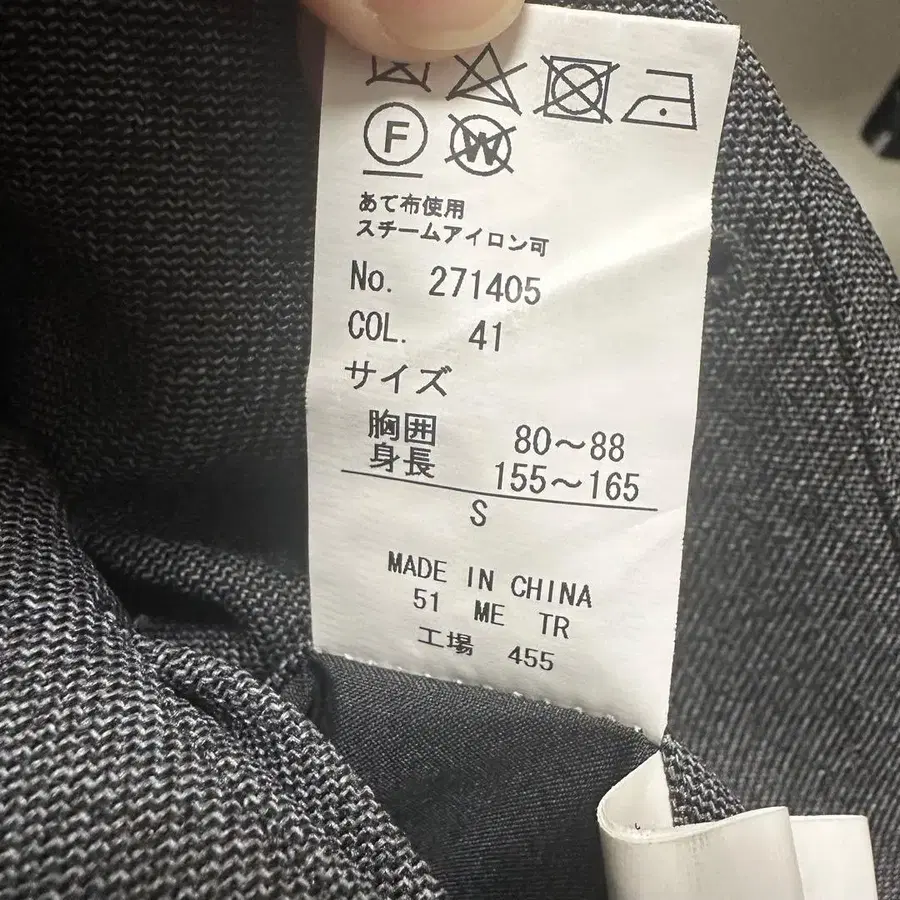 F W
あて布使用
スチームアイロン可
No. 271405
COL. 41
サイズ
胸囲 80～88
身長 155～165
S
MADE IN CHINA
51 ME TR
工場 455